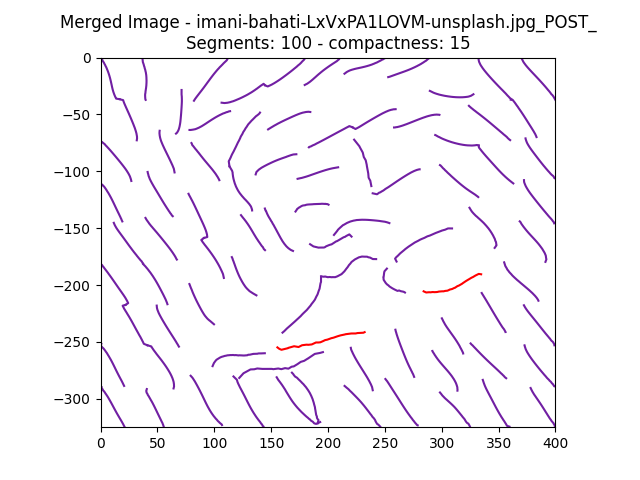 Merged Image - imani-bahati-LxVxPA1LOVM-unsplash.jpg_POST_
Segments: 100 - compactness: 15
0
−50
−100
−150
−200
−250
−300
0 50 100 150 200 250 300 350 400